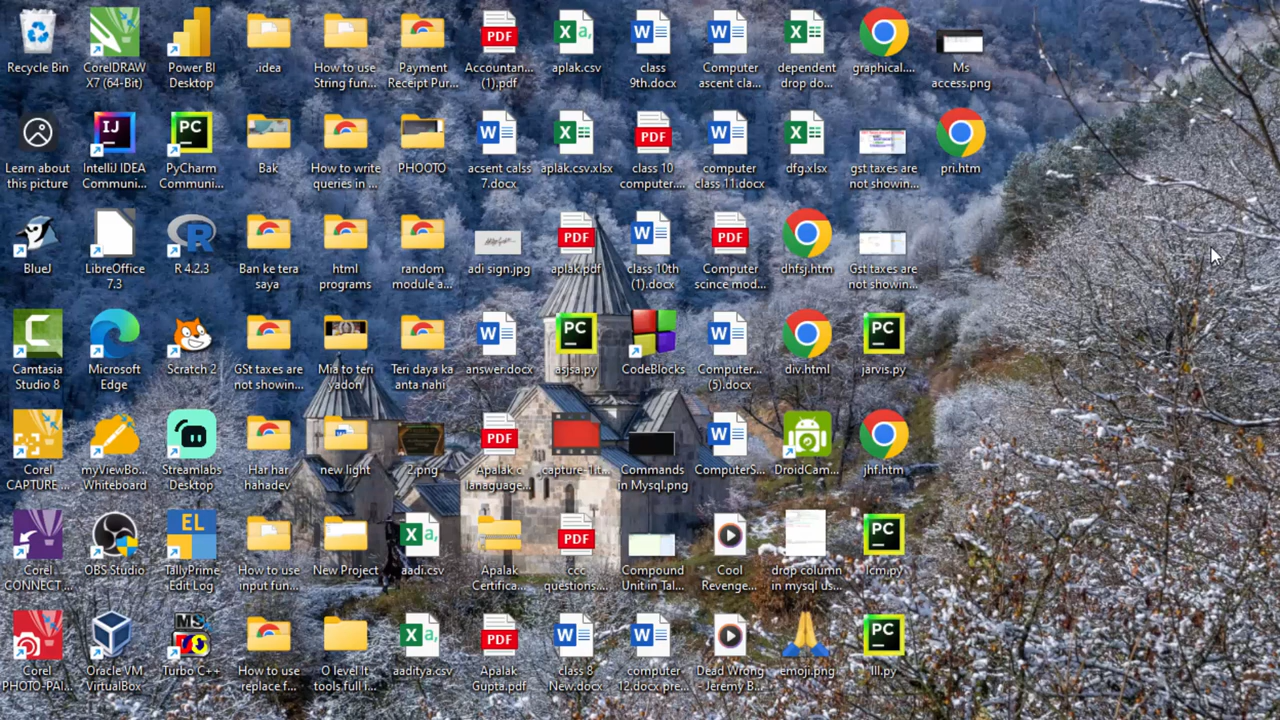 Recycle Bin
CorelDRAW
X7 (64-Bit)
Power BI
Desktop
.idea
How to use
String fun...
Payment
Receipt Pur...
Accountan...
(1).pdf
aplak.csv
class
9th.docx
Computer
ascent cla...
dependent
drop do...
graphical....
Ms
access.png
Learn about
this picture
IntelliJ IDEA
Communi...
PyCharm
Communi...
Bak
How to write
queries in ...
PHOOTO
acsent calss
7.docx
aplak.csv.xlsx
class 10
computer....
computer
class 11.docx
dfg.xlsx
gst taxes are
not showin...
pri.htm
BlueJ
LibreOffice
7.3
R 4.2.3
Ban ke tera
saya
html
programs
random
module a...
adi sign.jpg
aplak.pdf
class 10th
(1).docx
Computer
scince mod...
dhfsj.htm
Gst taxes are
not showin...
Camtasia
Studio 8
Microsoft
Edge
Scratch 2
GSt taxes are
not showin...
Mia to teri
yadon
Teri daya ka
anta nahi
answer.docx
asjsa.py
CodeBlocks
Computer...
(5).docx
div.html
jarvis.py
Corel
CAPTURE ...
myViewBo...
Whiteboard
Streamlabs
Desktop
Har har
hahadev
new light
2.png
Apalak c
lanaguage...
capture-1.t...
Commands
in Mysql.png
ComputerS...
DroidCam...
jhf.htm
Corel
CONNECT...
OBS Studio
TallyPrime
Edit Log
How to use
input fun...
New Project
aadi.csv
Apalak
Certifica...
ccc
questions....
Compound
Unit in Tal...
Cool
Revenge...
drop column
in mysql us...
lcm.py
Corel
PHOTO-PAI...
Oracle VM
VirtualBox
Turbo C++
How to use
replace f...
O level It
tools full i...
aaditya.csv
Apalak
Gupta.pdf
class 8
New.docx
computer-
12.docx pre...
Dead Wrong
- Jeremy B...
emoji.png
lll.py